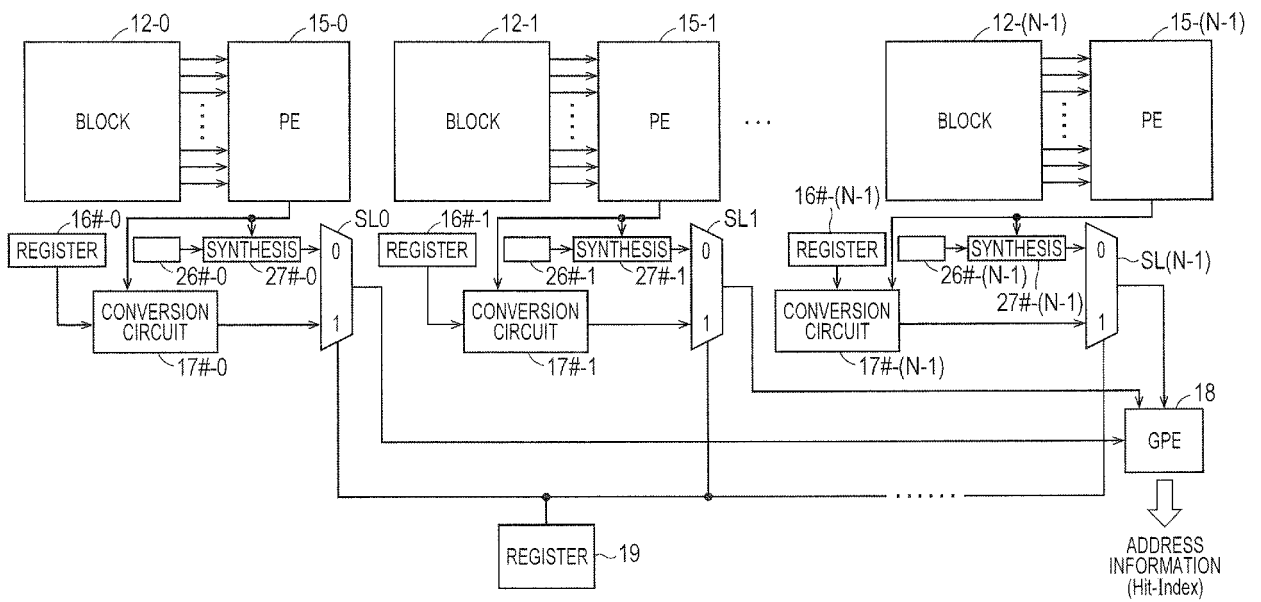 12-0
15-0
12-1
15-1
12-(N-1)
15-(N-1)
BLOCK
PE
BLOCK
PE
. . .
BLOCK
PE
16#-0
REGISTER
26#-0
SYNTHESIS
27#-0
SL0
0
1
CONVERSION
CIRCUIT
17#-0
16#-1
REGISTER
26#-1
SYNTHESIS
27#-1
SL1
0
1
CONVERSION
CIRCUIT
17#-1
16#-(N-1)
REGISTER
26#-(N-1)
SYNTHESIS
27#-(N-1)
SL(N-1)
0
1
CONVERSION
CIRCUIT
17#-(N-1)
18
GPE
REGISTER
19
ADDRESS
INFORMATION
(Hit-Index)